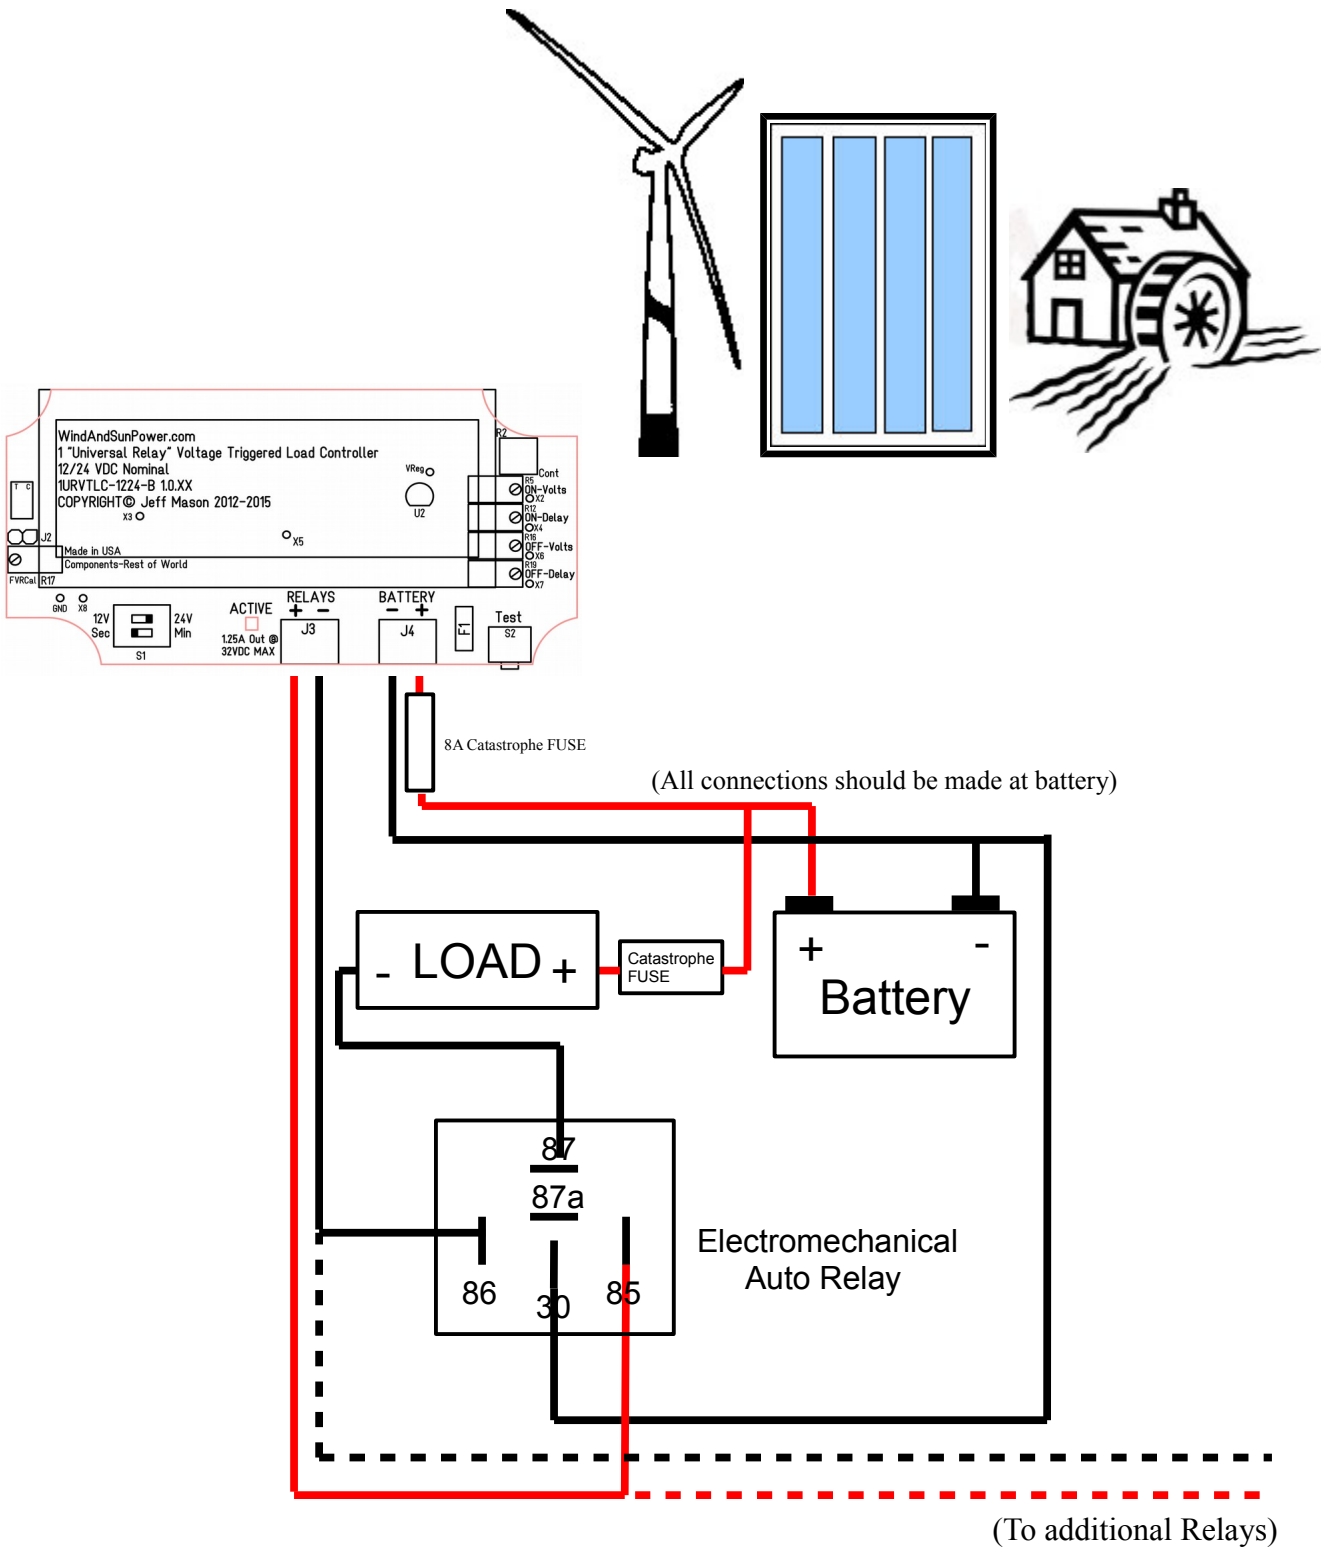 WindAndSunPower.com
1 "Universal Relay" Voltage Triggered Load Controller
12/24 VDC Nominal
1URVTLC-1224-B 1.0.XX
COPYRIGHT© Jeff Mason 2012-2015
X3
X5
VReg
U2
R2
Cont
R5
ON-Volts
X2
R12
ON-Delay
X4
R16
OFF-Volts
X6
R19
OFF-Delay
X7
T C
J2
Made in USA
Components-Rest of World
FVRCal R17
GND X8
12V 24V
Sec Min
S1
ACTIVE
1.25A Out @
32VDC MAX
RELAYS
+ -
J3
BATTERY
- +
J4
F1
Test
S2
8A Catastrophe FUSE
(All connections should be made at battery)
- LOAD +
Catastrophe
FUSE
+ -
Battery
87
87a
86
30
85
Electromechanical
Auto Relay
(To additional Relays)